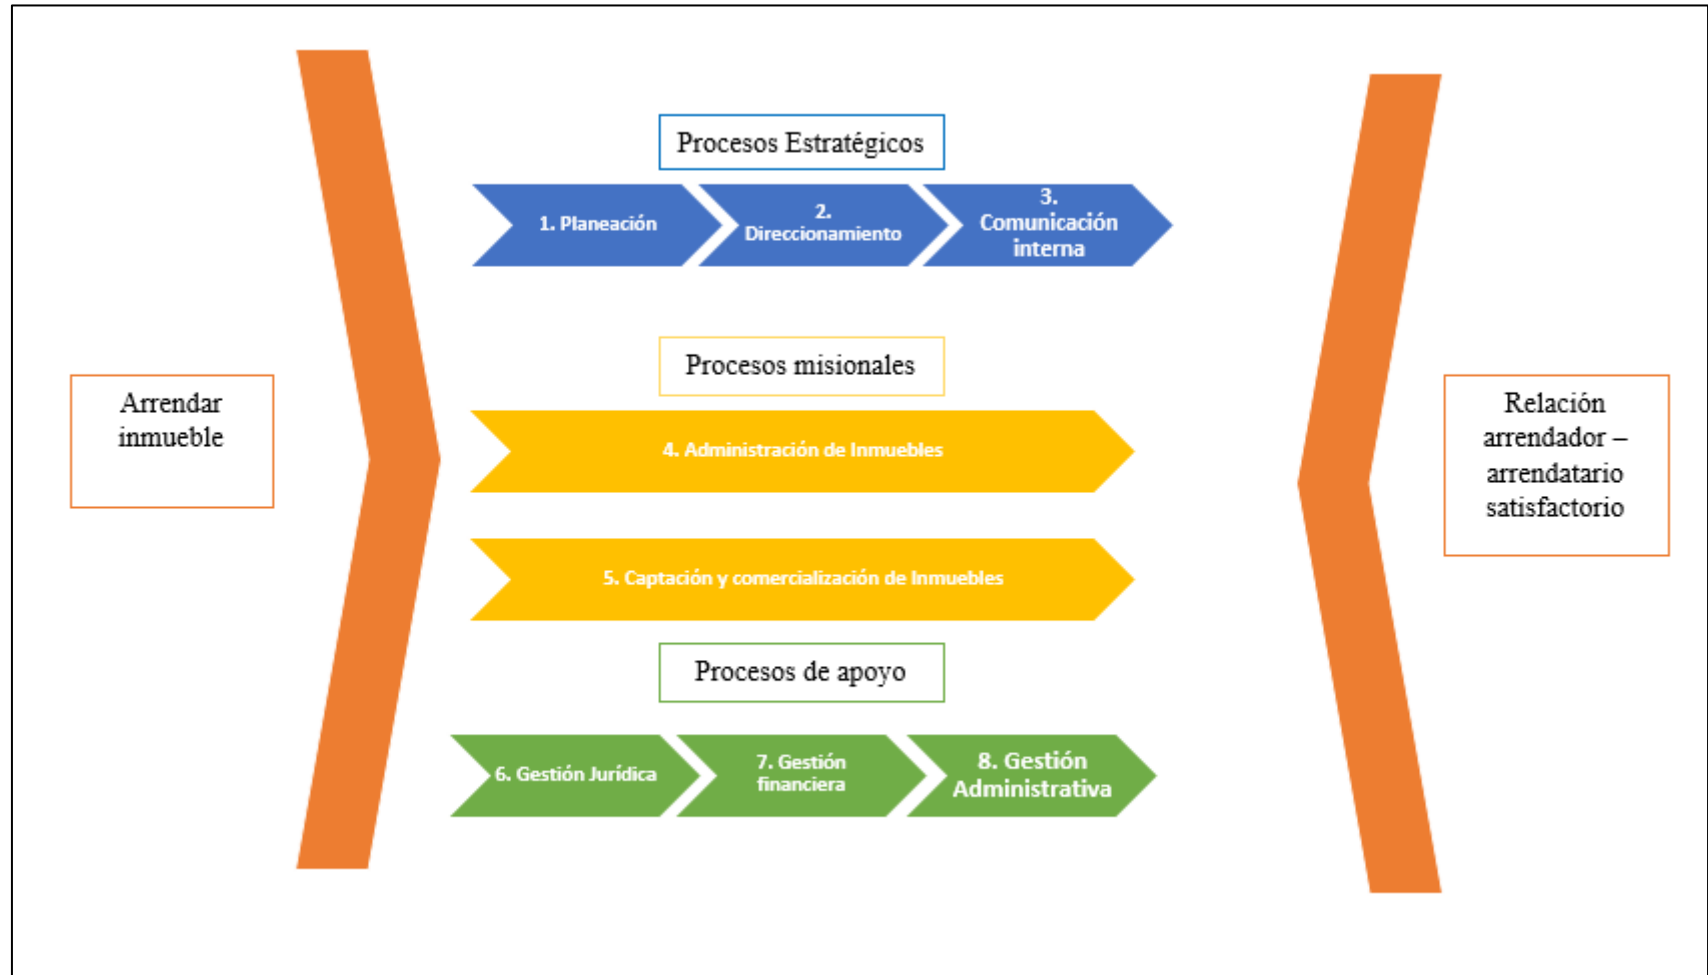 Procesos Estratégicos
1. Planeación
2.
Direccionamiento
3.
Comunicación
interna
Procesos misionales
Arrendar
inmueble
4. Administración de Inmuebles
Relación
arrendador –
arrendatario
satisfactorio
5. Captación y comercialización de Inmuebles
Procesos de apoyo
6. Gestión Jurídica
7. Gestión
financiera
8. Gestión
Administrativa